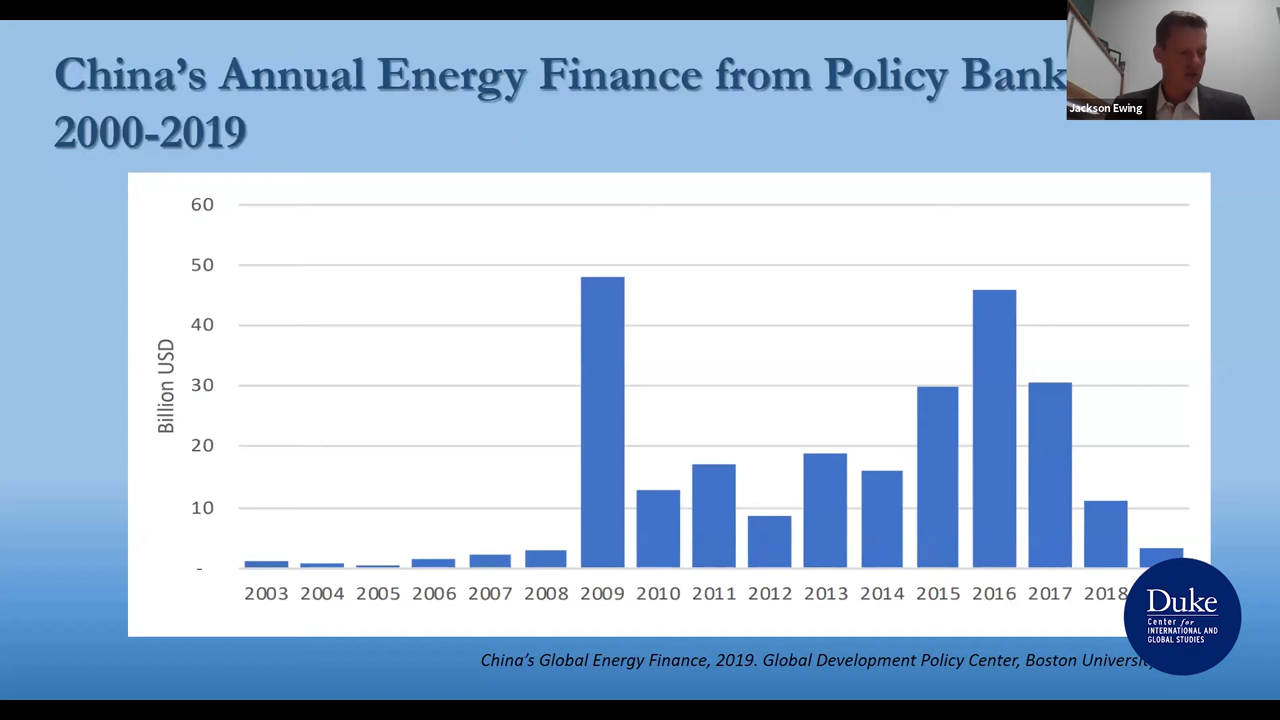 China's Annual Energy Finance from Policy Bank
2000-2019
Jackson Ewing
60
50
40
30
20
10
-
Billion USD
2003 2004 2005 2006 2007 2008 2009 2010 2011 2012 2013 2014 2015 2016 2017 2018
Duke
Center for
INTERNATIONAL AND
GLOBAL STUDIES
China's Global Energy Finance, 2019. Global Development Policy Center, Boston University